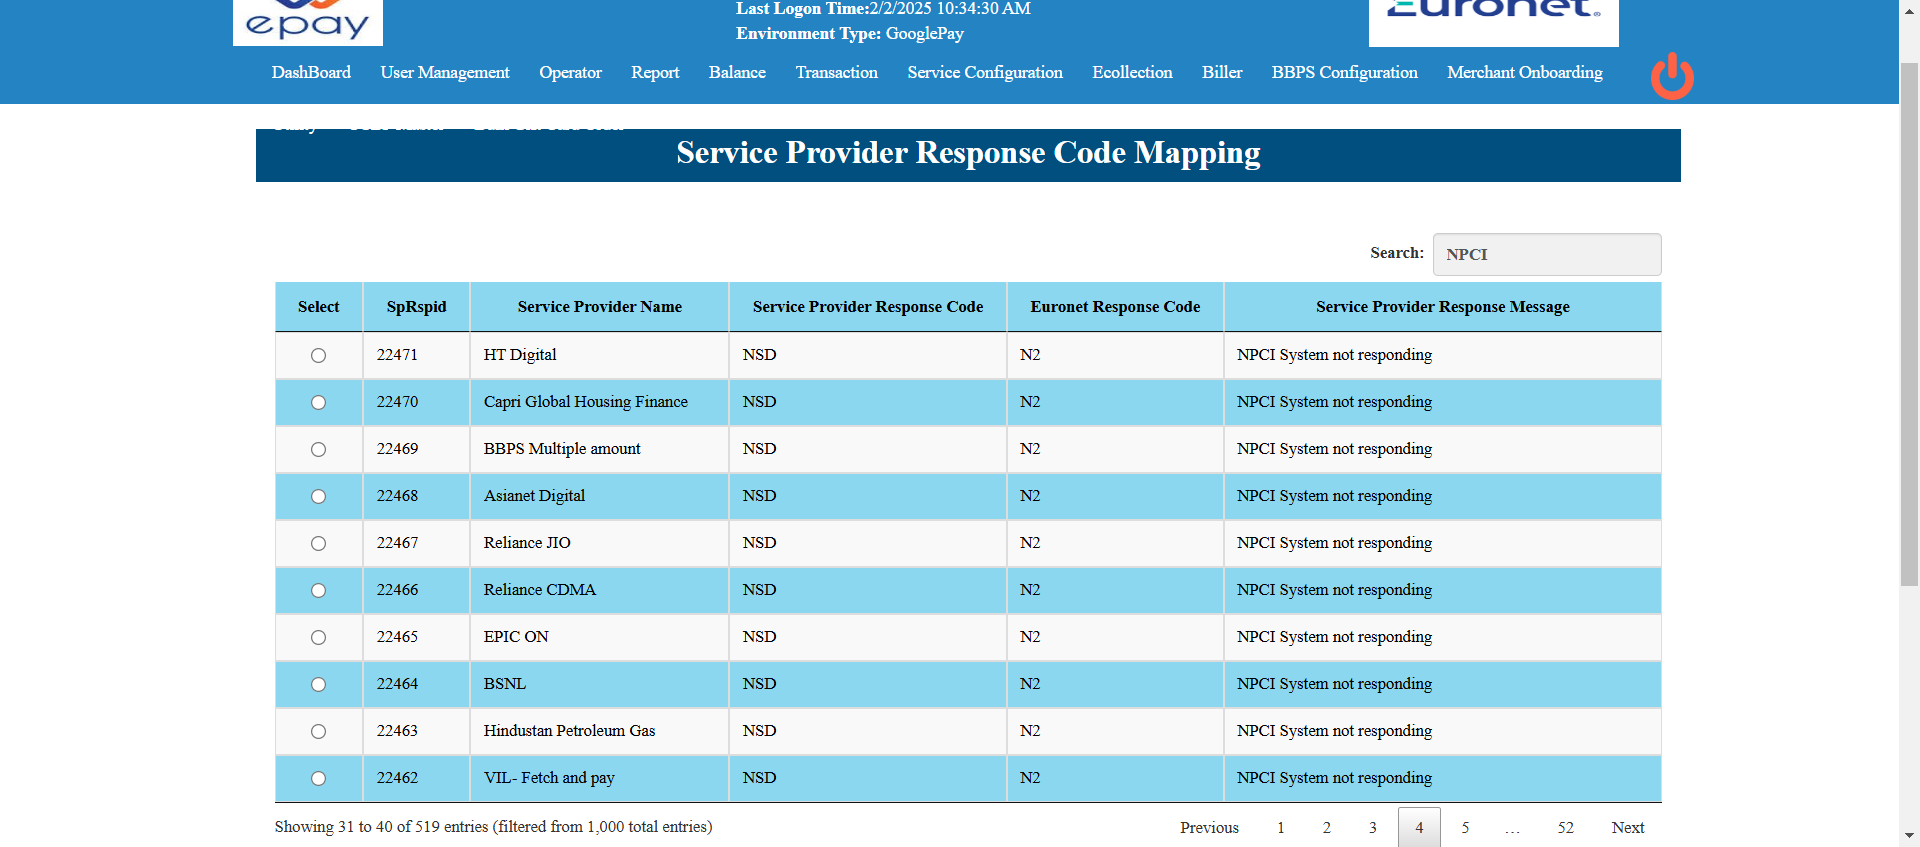 epay
Last Logon Time:2/2/2025 10:34:30 AM
Euronet
Environment Type: GooglePay
DashBoard User Management Operator Report Balance Transaction Service Configuration Ecollection Biller BBPS Configuration Merchant Onboarding
Service Provider Response Code Mapping
Search: NPCI
Select SpRspid Service Provider Name Service Provider Response Code Euronet Response Code Service Provider Response Message
22471 HT Digital NSD N2 NPCI System not responding
22470 Capri Global Housing Finance NSD N2 NPCI System not responding
22469 BBPS Multiple amount NSD N2 NPCI System not responding
22468 Asianet Digital NSD N2 NPCI System not responding
22467 Reliance JIO NSD N2 NPCI System not responding
22466 Reliance CDMA NSD N2 NPCI System not responding
22465 EPIC ON NSD N2 NPCI System not responding
22464 BSNL NSD N2 NPCI System not responding
22463 Hindustan Petroleum Gas NSD N2 NPCI System not responding
22462 VIL- Fetch and pay NSD N2 NPCI System not responding
Showing 31 to 40 of 519 entries (filtered from 1,000 total entries)
Previous 1 2 3 4 5 … 52 Next